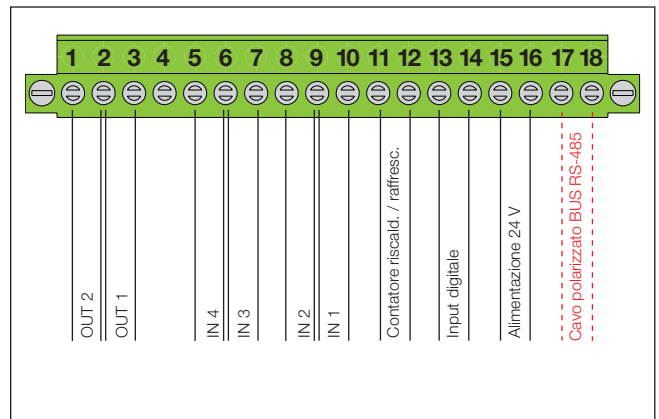 1 2 3 4 5 6 7 8 9 10 11 12 13 14 15 16 17 18
OUT 2
OUT 1
IN 4
IN 3
IN 2
IN 1
Contatore riscald. / raffresc.
Input digitale
Alimentazione 24 V
Cavo polarizzato BUS RS-485